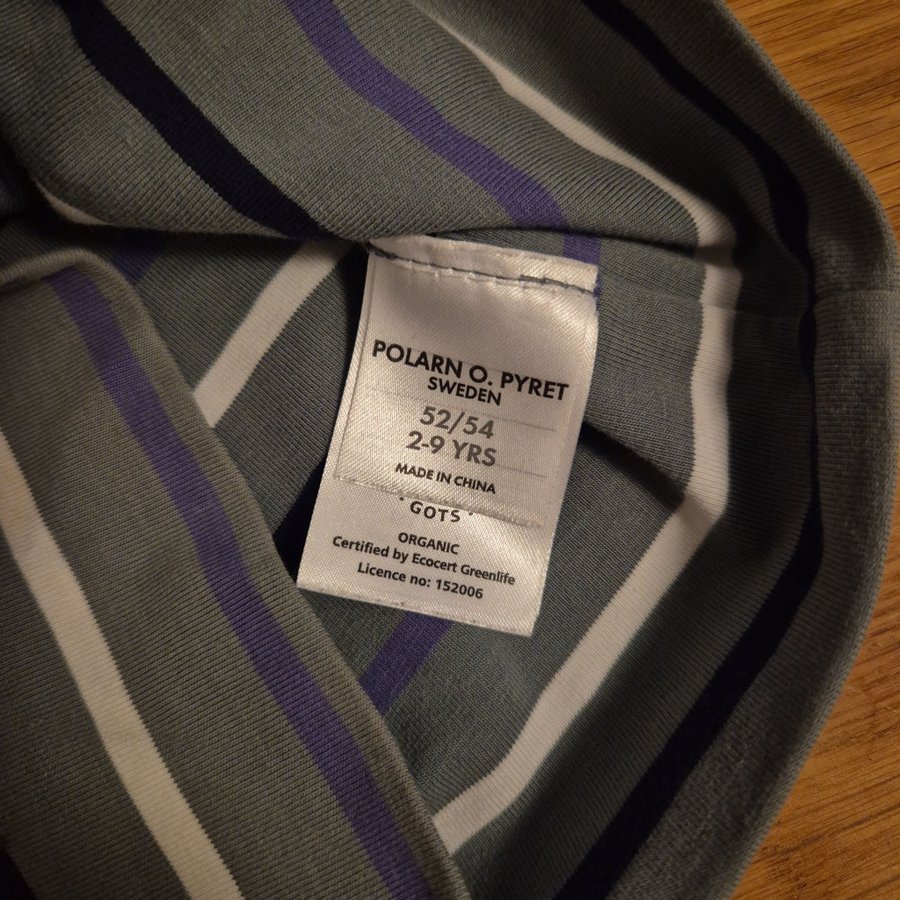 POLARN O. PYRET
SWEDEN
52/54
2-9 YRS
MADE IN CHINA
· GOTS ·
ORGANIC
Certified by Ecocert Greenlife
Licence no: 152006